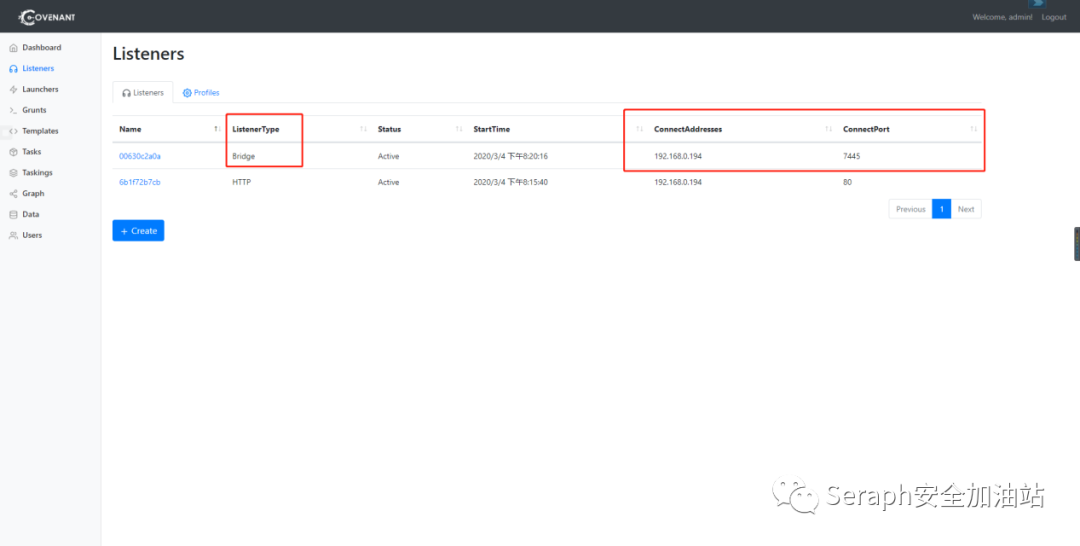 COVENANT
Welcome, admin! Logout
Dashboard
Listeners
Launchers
Grunts
Templates
Tasks
Taskings
Graph
Data
Users
Listeners
Listeners Profiles
Name ListenerType Status StartTime ConnectAddresses ConnectPort
00630c2a0a Bridge Active 2020/3/4 下午8:20:16 192.168.0.194 7445
6b1f72b7cb HTTP Active 2020/3/4 下午8:15:40 192.168.0.194 80
Previous 1 Next
+ Create
Seraph安全加油站